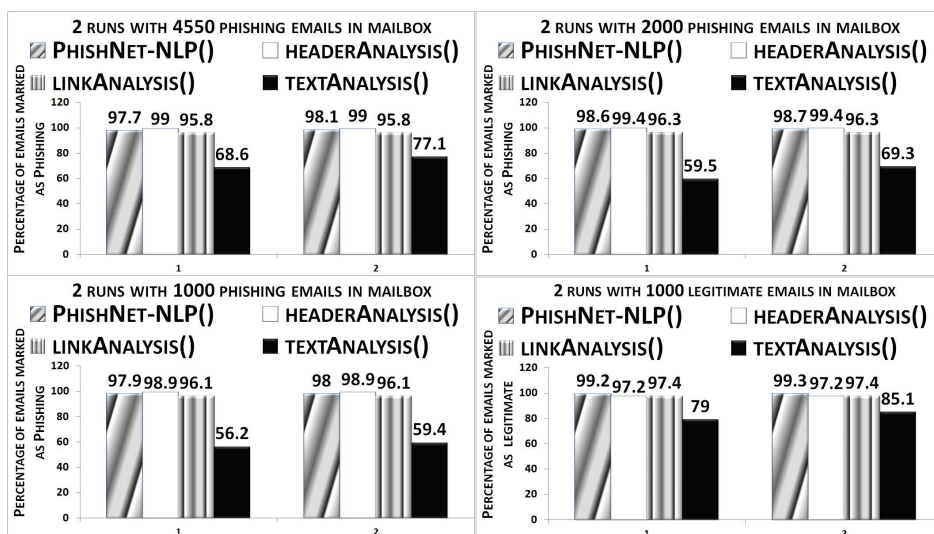 2 RUNS WITH 4550 PHISHING EMAILS IN MAILBOX
PHISHNET-NLP() HEADERANALYSIS()
LINKANALYSIS() TEXTANALYSIS()
PERCENTAGE OF EMAILS MARKED
AS PHISHING
120
100
80
60
40
20
0
97.7 99 95.8 68.6
98.1 99 95.8 77.1
1 2
2 RUNS WITH 2000 PHISHING EMAILS IN MAILBOX
PHISHNET-NLP() HEADERANALYSIS()
LINKANALYSIS() TEXTANALYSIS()
PERCENTAGE OF EMAILS MARKED
AS PHISHING
120
100
80
60
40
20
0
98.6 99.4 96.3 59.5
98.7 99.4 96.3 69.3
1 2
2 RUNS WITH 1000 PHISHING EMAILS IN MAILBOX
PHISHNET-NLP() HEADERANALYSIS()
LINKANALYSIS() TEXTANALYSIS()
PERCENTAGE OF EMAILS MARKED
AS PHISHING
120
100
80
60
40
20
0
97.9 98.9 96.1 56.2
98 98.9 96.1 59.4
1 2
2 RUNS WITH 1000 LEGITIMATE EMAILS IN MAILBOX
PHISHNET-NLP() HEADERANALYSIS()
LINKANALYSIS() TEXTANALYSIS()
PERCENTAGE OF EMAILS MARKED
AS LEGITIMATE
120
100
80
60
40
20
0
99.2 97.2 97.4 79
99.3 97.2 97.4 85.1
1 2